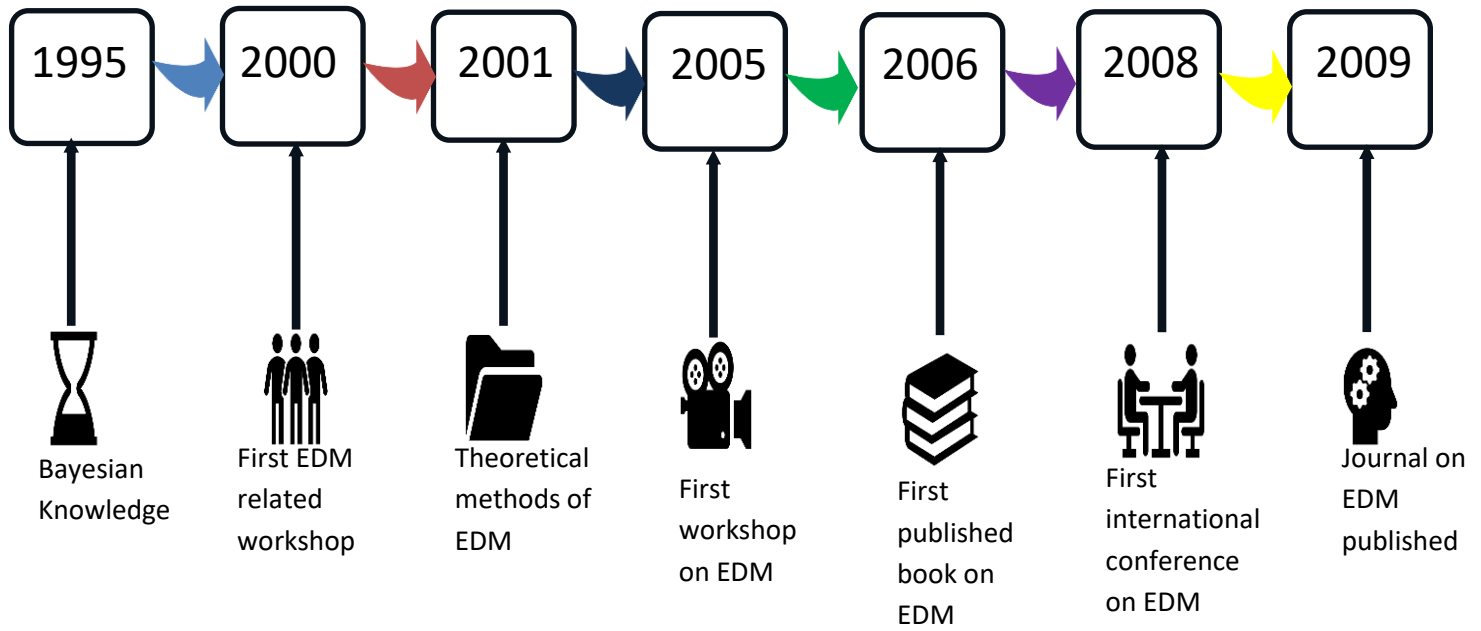 1995
2000
2001
2005
2006
2008
2009
Bayesian
Knowledge
First EDM
related
workshop
Theoretical
methods of
EDM
First
workshop
on EDM
First
published
book on
EDM
First
international
conference
on EDM
Journal on
EDM
published